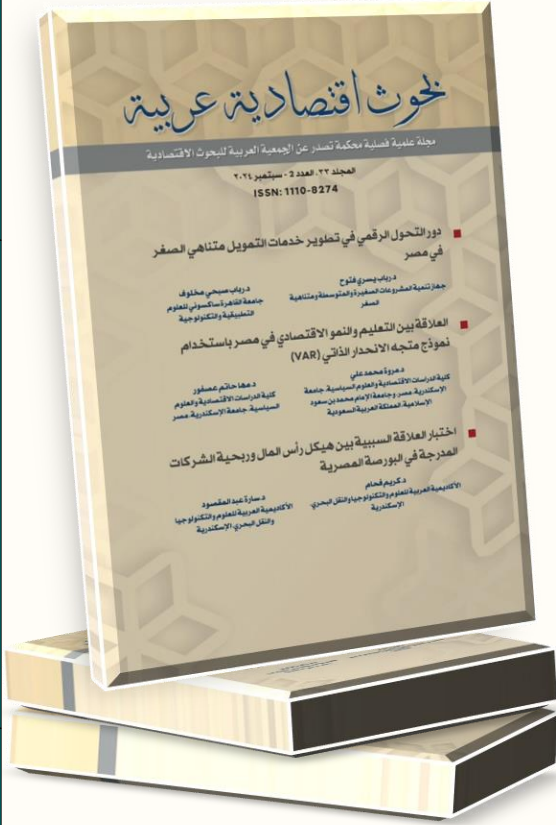 بحوث اقتصادية عربية
مجلة علمية فصلية محكمة تصدر عن الجمعية العربية للبحوث الاقتصادية
المجلد ٣٣، العدد 2 - سبتمبر ٢٠٢٤
ISSN: 1110-8274
دور التحول الرقمي في تطوير خدمات التمويل متناهي الصغر
في مصر
د.رباب يسري فتوح
جهاز تنمية المشروعات الصغيرة والمتوسطة ومتناهية
الصغر
د.رباب صبحي مخلوف
جامعة القاهرة ساكسوني للعلوم
التطبيقية والتكنولوجية
العلاقة بين التعليم والنمو الاقتصادي في مصر باستخدام
نموذج متجه الانحدار الذاتي (VAR)
د.مروة محمد علي
كلية الدراسات الاقتصادية والعلوم السياسية، جامعة
الإسكندرية، مصر، وجامعة الإمام محمد بن سعود
الإسلامية، المملكة العربية السعودية
د.مها حاتم عصفور
كلية الدراسات الاقتصادية والعلوم
السياسية، جامعة الإسكندرية، مصر
اختبار العلاقة السببية بين هيكل رأس المال وربحية الشركات
المدرجة في البورصة المصرية
د.كريم فحام
الأكاديمية العربية للعلوم والتكنولوجيا والنقل البحري،
الإسكندرية
د.سارة عبد المقصود
الأكاديمية العربية للعلوم والتكنولوجيا
والنقل البحري، الإسكندرية